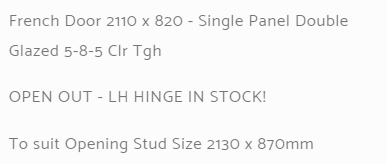 French Door 2110 x 820 - Single Panel Double
Glazed 5-8-5 Clr Tgh
OPEN OUT - LH HINGE IN STOCK!
To suit Opening Stud Size 2130 x 870mm